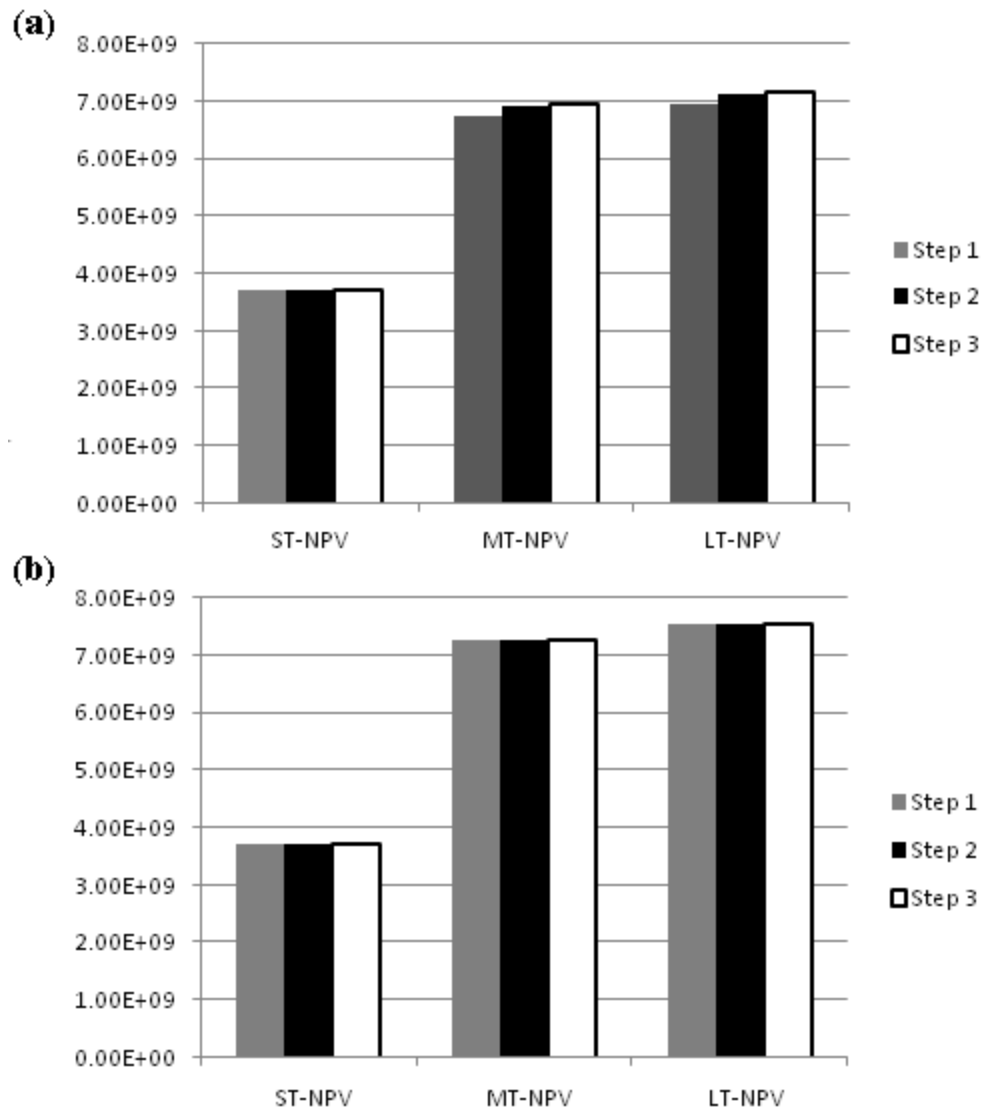 (a)
8.00E+09
7.00E+09
6.00E+09
5.00E+09
4.00E+09
3.00E+09
2.00E+09
1.00E+09
0.00E+00
ST-NPV MT-NPV LT-NPV
Step 1
Step 2
Step 3
(b)
8.00E+09
7.00E+09
6.00E+09
5.00E+09
4.00E+09
3.00E+09
2.00E+09
1.00E+09
0.00E+00
ST-NPV MT-NPV LT-NPV
Step 1
Step 2
Step 3